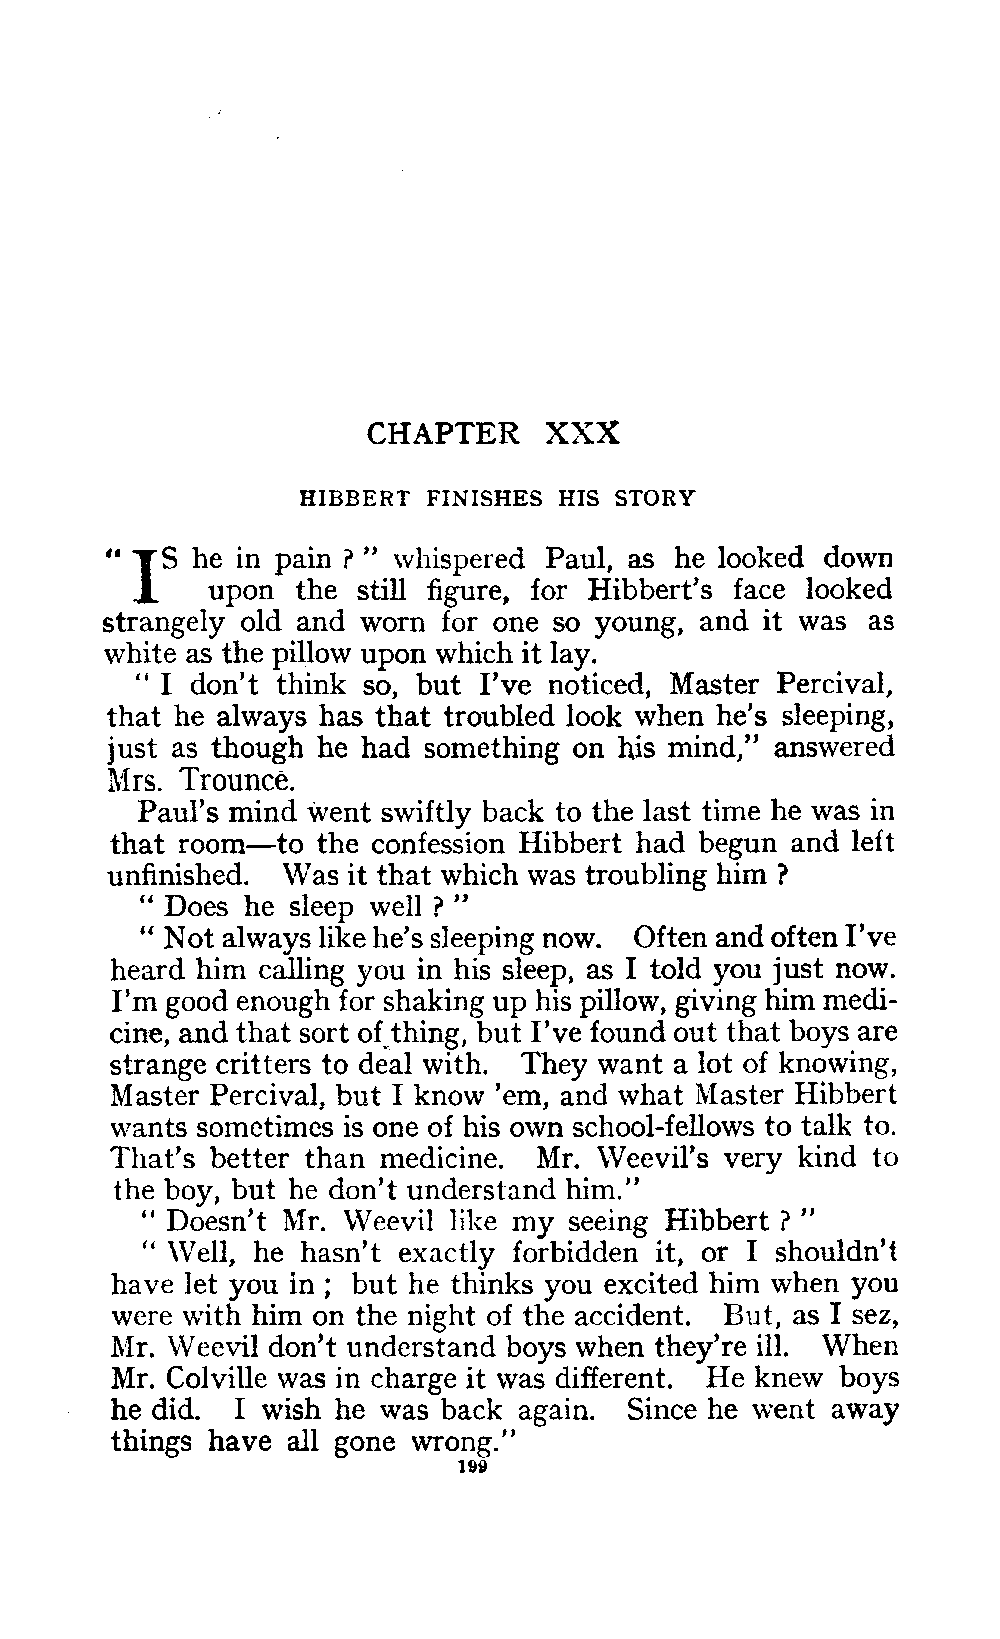 CHAPTER XXX
HIBBERT FINISHES HIS STORY
" IS he in pain ? " whispered Paul, as he looked down
upon the still figure, for Hibbert's face looked
strangely old and worn for one so young, and it was as
white as the pillow upon which it lay.
" I don't think so, but I've noticed, Master Percival,
that he always has that troubled look when he's sleeping,
just as though he had something on his mind," answered
Mrs. Trounce.
Paul's mind went swiftly back to the last time he was in
that room—to the confession Hibbert had begun and left
unfinished. Was it that which was troubling him ?
" Does he sleep well ? "
" Not always like he's sleeping now. Often and often I've
heard him calling you in his sleep, as I told you just now.
I'm good enough for shaking up his pillow, giving him medi-
cine, and that sort of thing, but I've found out that boys are
strange critters to deal with. They want a lot of knowing,
Master Percival, but I know 'em, and what Master Hibbert
wants sometimes is one of his own school-fellows to talk to.
That's better than medicine. Mr. Weevil's very kind to
the boy, but he don't understand him."
" Doesn't Mr. Weevil like my seeing Hibbert ? "
" Well, he hasn't exactly forbidden it, or I shouldn't
have let you in ; but he thinks you excited him when you
were with him on the night of the accident. But, as I sez,
Mr. Weevil don't understand boys when they're ill. When
Mr. Colville was in charge it was different. He knew boys
he did. I wish he was back again. Since he went away
things have all gone wrong."
199